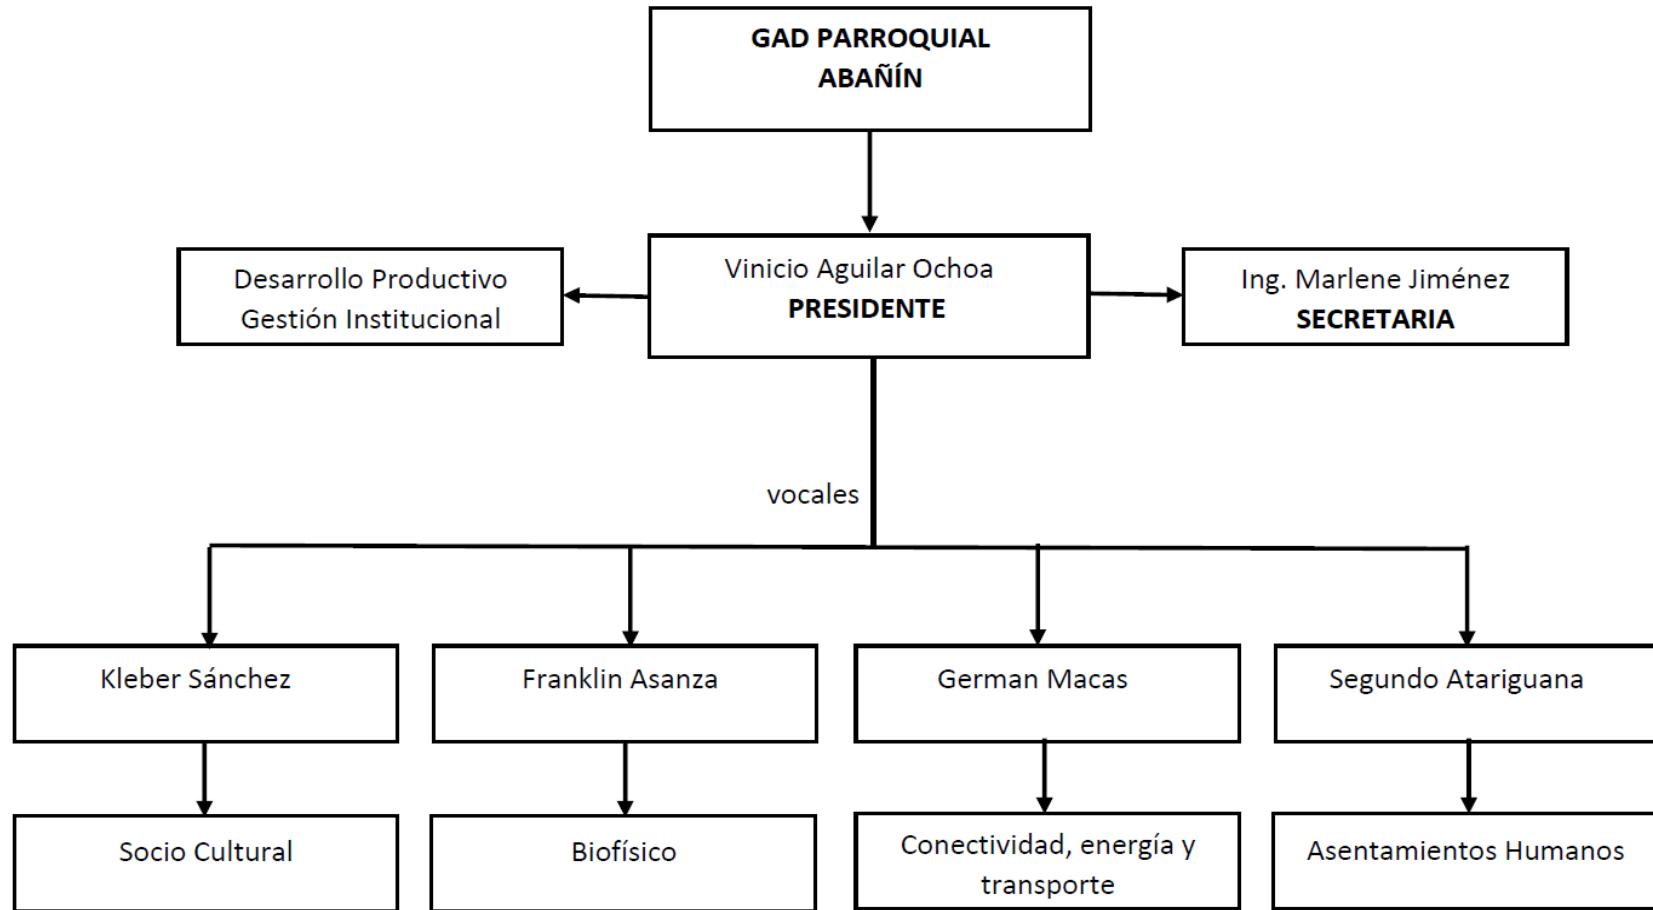 GAD PARROQUIAL
ABAÑÍN
Desarrollo Productivo
Gestión Institucional
Vinicio Aguilar Ochoa
PRESIDENTE
Ing. Marlene Jiménez
SECRETARIA
vocales
Kleber Sánchez
Franklin Asanza
German Macas
Segundo Atariguana
Socio Cultural
Biofísico
Conectividad, energía y
transporte
Asentamientos Humanos